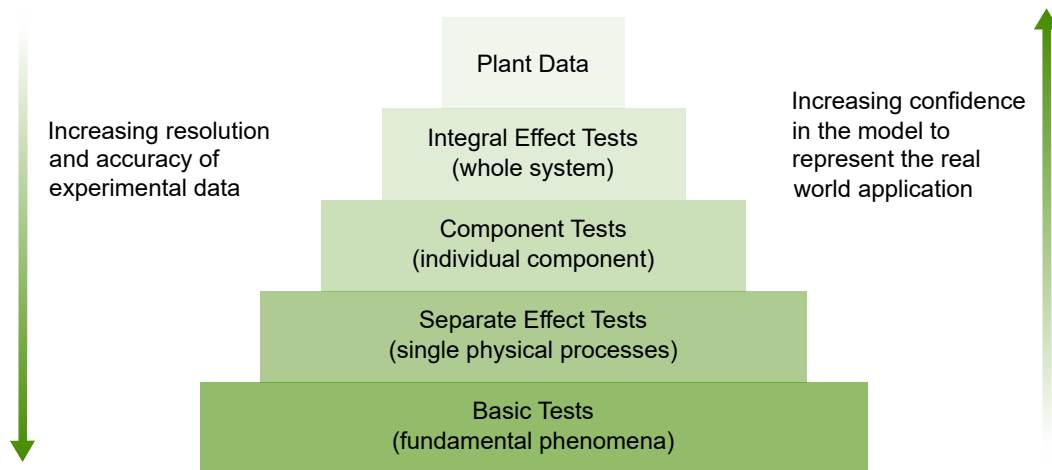 Plant Data
Increasing resolution
and accuracy of
experimental data
Increasing confidence
in the model to
represent the real
world application
Integral Effect Tests
(whole system)
Component Tests
(individual component)
Separate Effect Tests
(single physical processes)
Basic Tests
(fundamental phenomena)